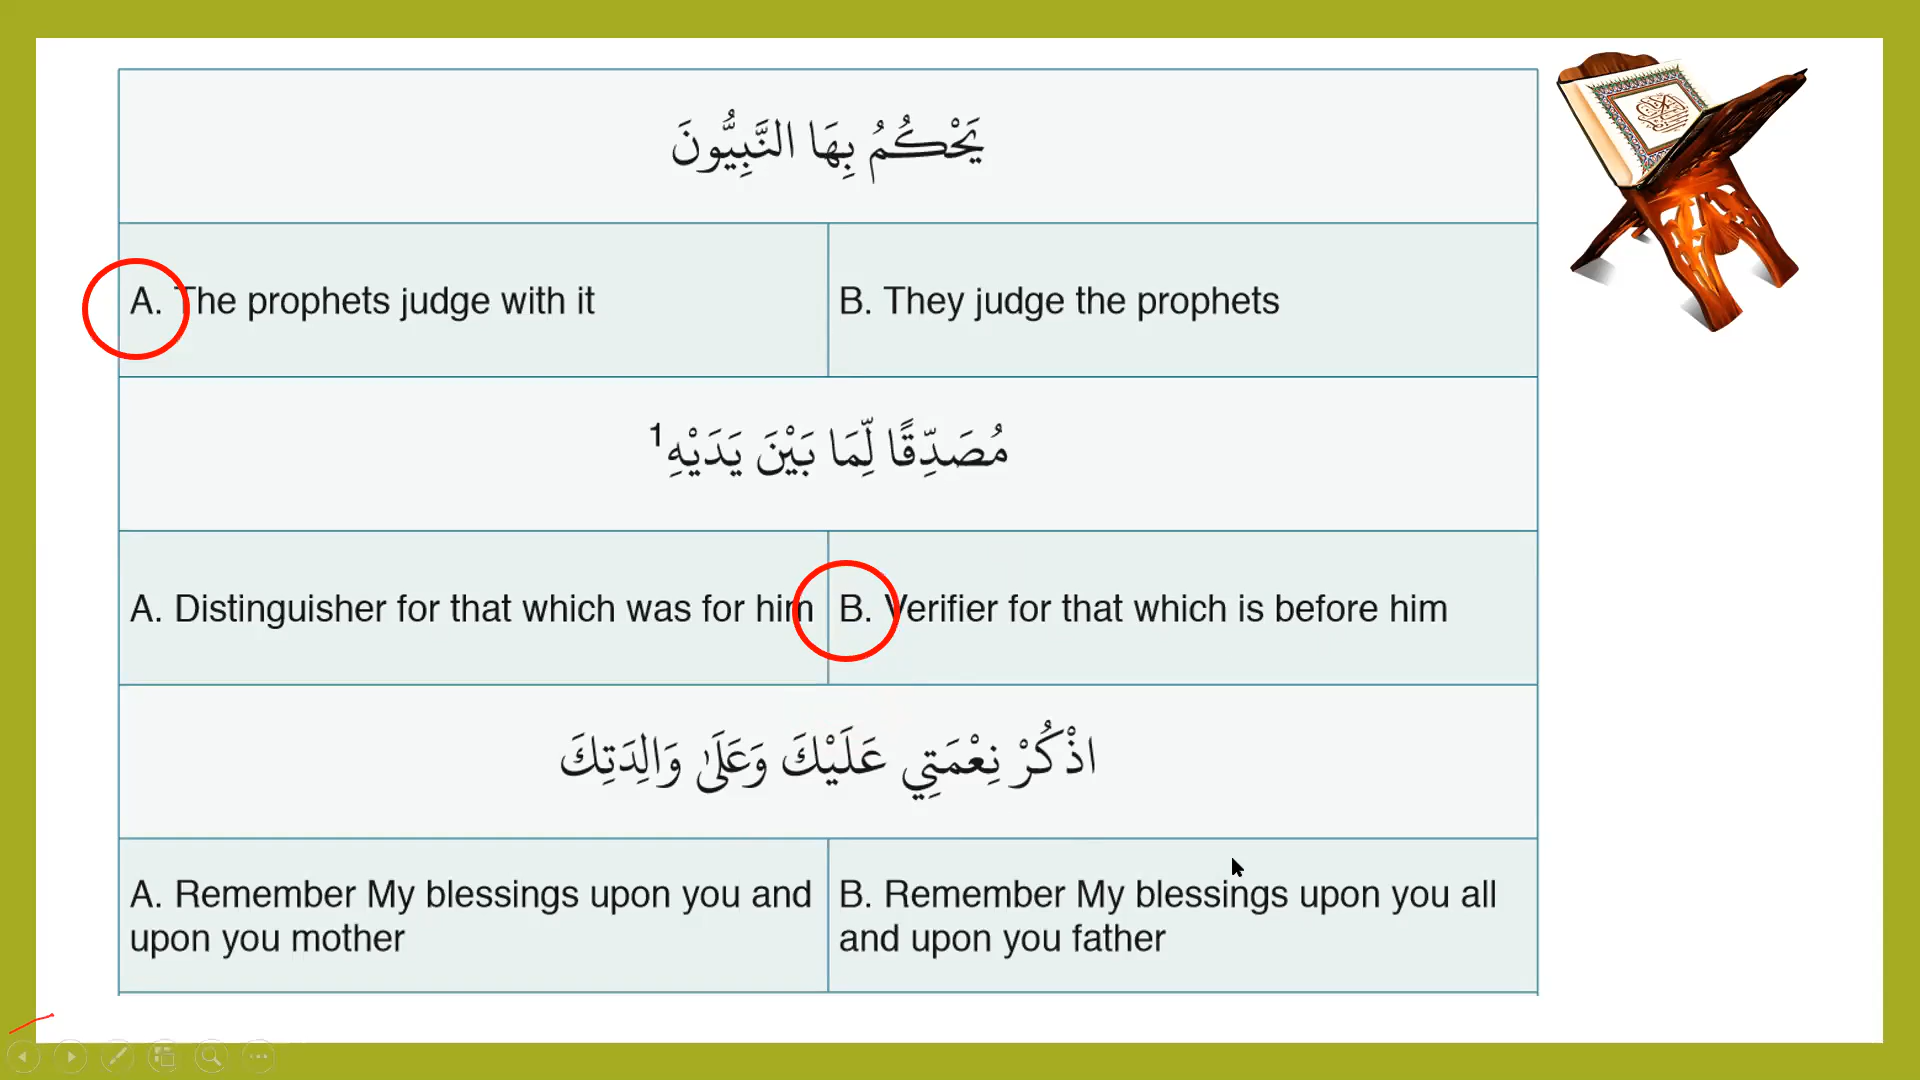 يَحْكُمُ بِهَا النَّبِيُّونَ
A. The prophets judge with it
B. They judge the prophets
مُصَدِّقًا لِّمَا بَيْنَ يَدَيْهِ1
A. Distinguisher for that which was for him
B. Verifier for that which is before him
اذْكُرْ نِعْمَتِي عَلَيْكَ وَعَلَىٰ وَالِدَتِكَ
A. Remember My blessings upon you and
upon you mother
B. Remember My blessings upon you all
and upon you father